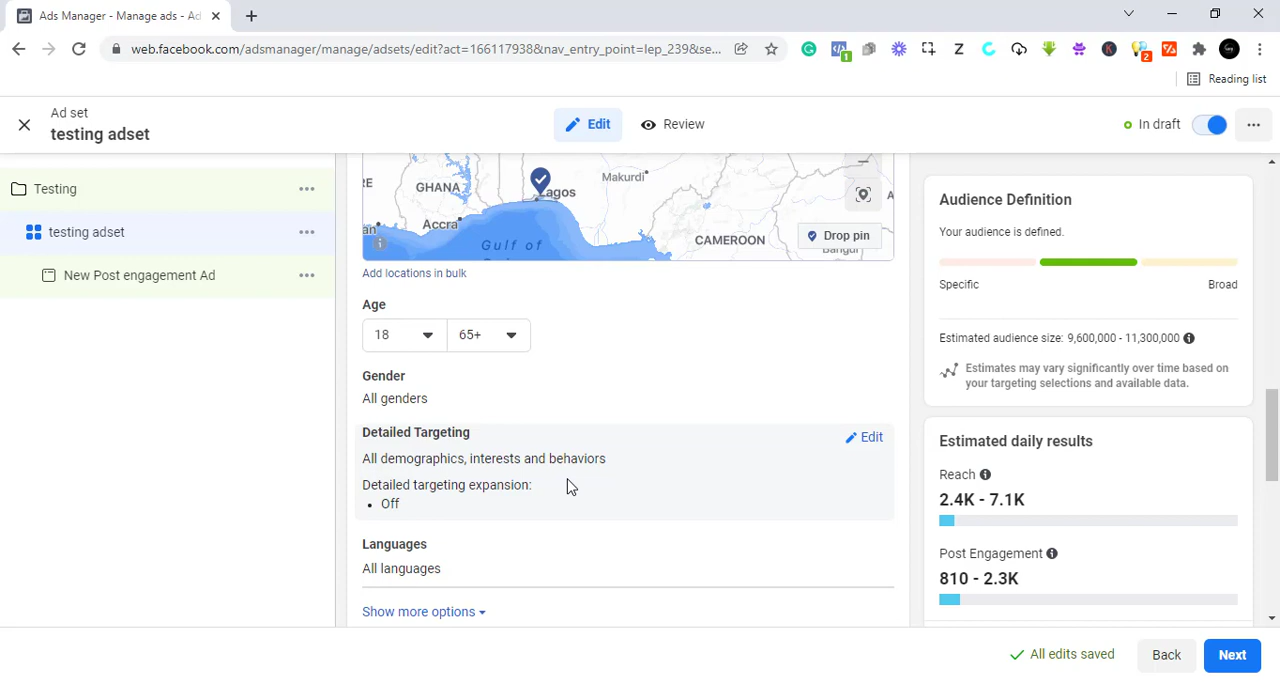 Ads Manager - Manage ads - Ad
web.facebook.com/adsmanager/manage/adsets/edit?act=166117938&nav_entry_point=lep_239&se...
1
Z
K
2
Reading list
Ad set
testing adset
Edit
Review
In draft
Testing
testing adset
New Post engagement Ad
GHANA
Lagos
Makurdi
Accra
Gulf of
CAMEROON
Bangui
Drop pin
Add locations in bulk
Age
18
65+
Gender
All genders
Detailed Targeting
Edit
All demographics, interests and behaviors
Detailed targeting expansion:
• Off
Languages
All languages
Show more options
Audience Definition
Your audience is defined.
Specific
Broad
Estimated audience size: 9,600,000 - 11,300,000
Estimates may vary significantly over time based on
your targeting selections and available data.
Estimated daily results
Reach
2.4K - 7.1K
Post Engagement
810 - 2.3K
All edits saved
Back
Next